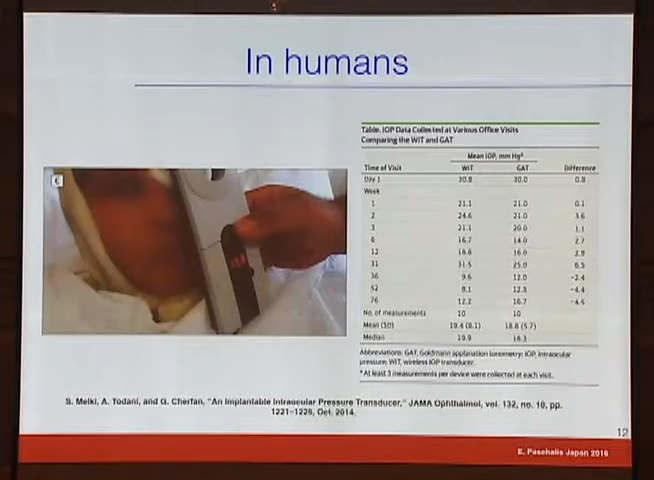 In humans
C
Table. IOP Data Collected at Various Office Visits
Comparing the WIT and GAT
Mean IOP, mm Hgª
Time of Visit WIT GAT Difference
Day 1 30.8 30.0 0.8
Week
1 21.1 21.0 0.1
2 24.6 21.0 3.6
3 21.1 20.0 1.1
6 16.7 14.0 2.7
12 18.8 16.0 2.8
31 31.5 25.0 6.5
36 9.6 12.0 -2.4
52 8.1 12.5 -4.4
76 12.2 16.7 -4.5
No. of measurements 10 10
Mean (SD) 19.4 (8.1) 18.8 (5.7)
Median 19.9 18.3
Abbreviations: GAT, Goldmann applanation tonometry; IOP, intraocular
pressure; WIT, wireless IOP transducer.
ª At least 3 measurements per device were collected at each visit.
S. Melki, A. Todani, and G. Cherfan, "An Implantable Intraocular Pressure Transducer," JAMA Ophthalmol, vol. 132, no. 10, pp.
1221–1225, Oct. 2014.
12
E. Paschalis Japan 2016